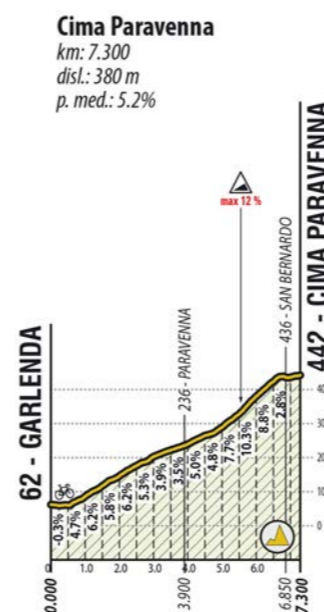 Cima Paravenna
km: 7.300
disl.: 380 m
p. med.: 5.2%
max 12 %
62 - GARLENDA
236 - PARAVENNA
436 - SAN BERNARDO
442 - CIMA PARAVENNA
-0.3%
4.7%
6.2%
5.8%
6.2%
5.3%
3.9%
3.5%
5.0%
4.8%
7.7%
10.3%
8.8%
2.8%
0
0.000
1.0
2.0
3.0
3.900
4.0
5.0
6.0
6.850
7.300